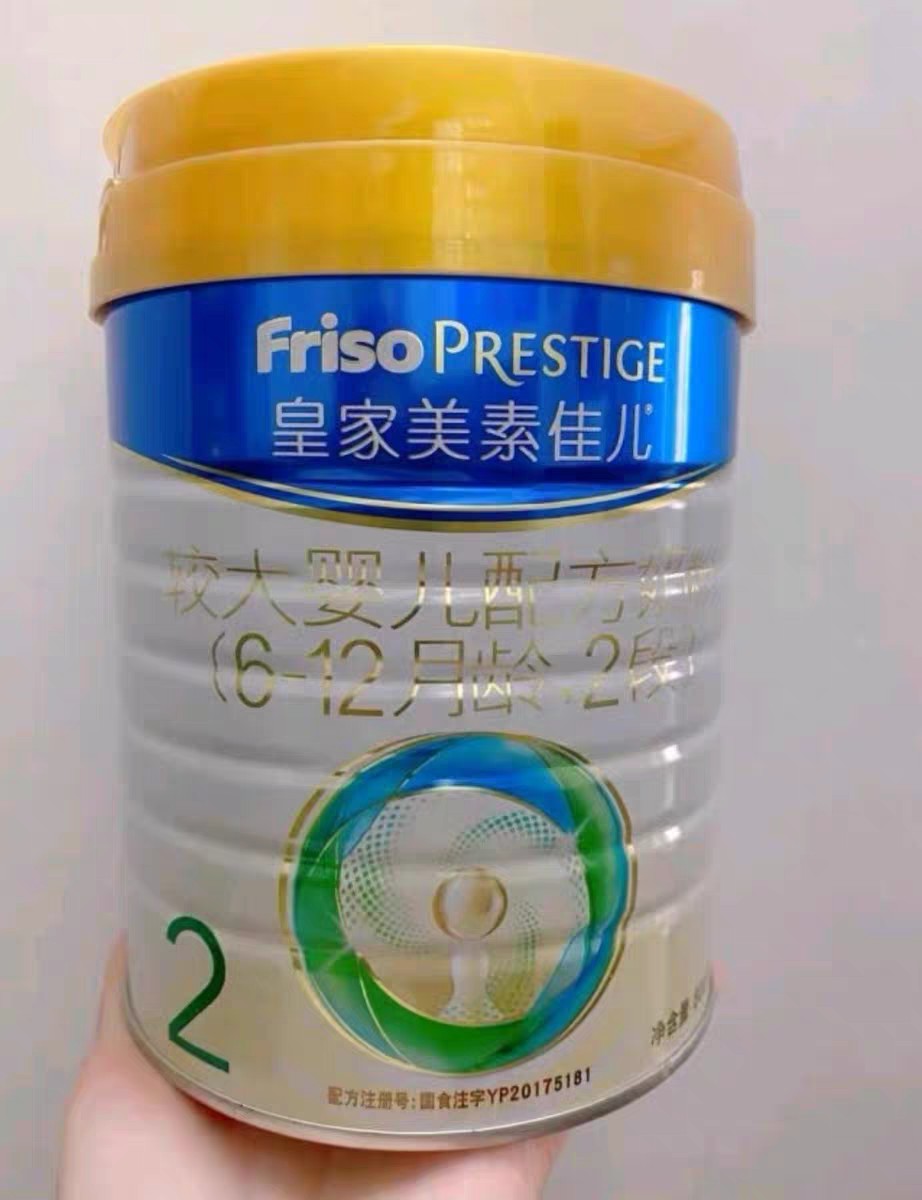 Friso PRESTIGE
皇家美素佳儿®
较大婴儿配方奶粉
(6-12月龄,2段)
2
净含量
配方注册号:国食注字YP20175181